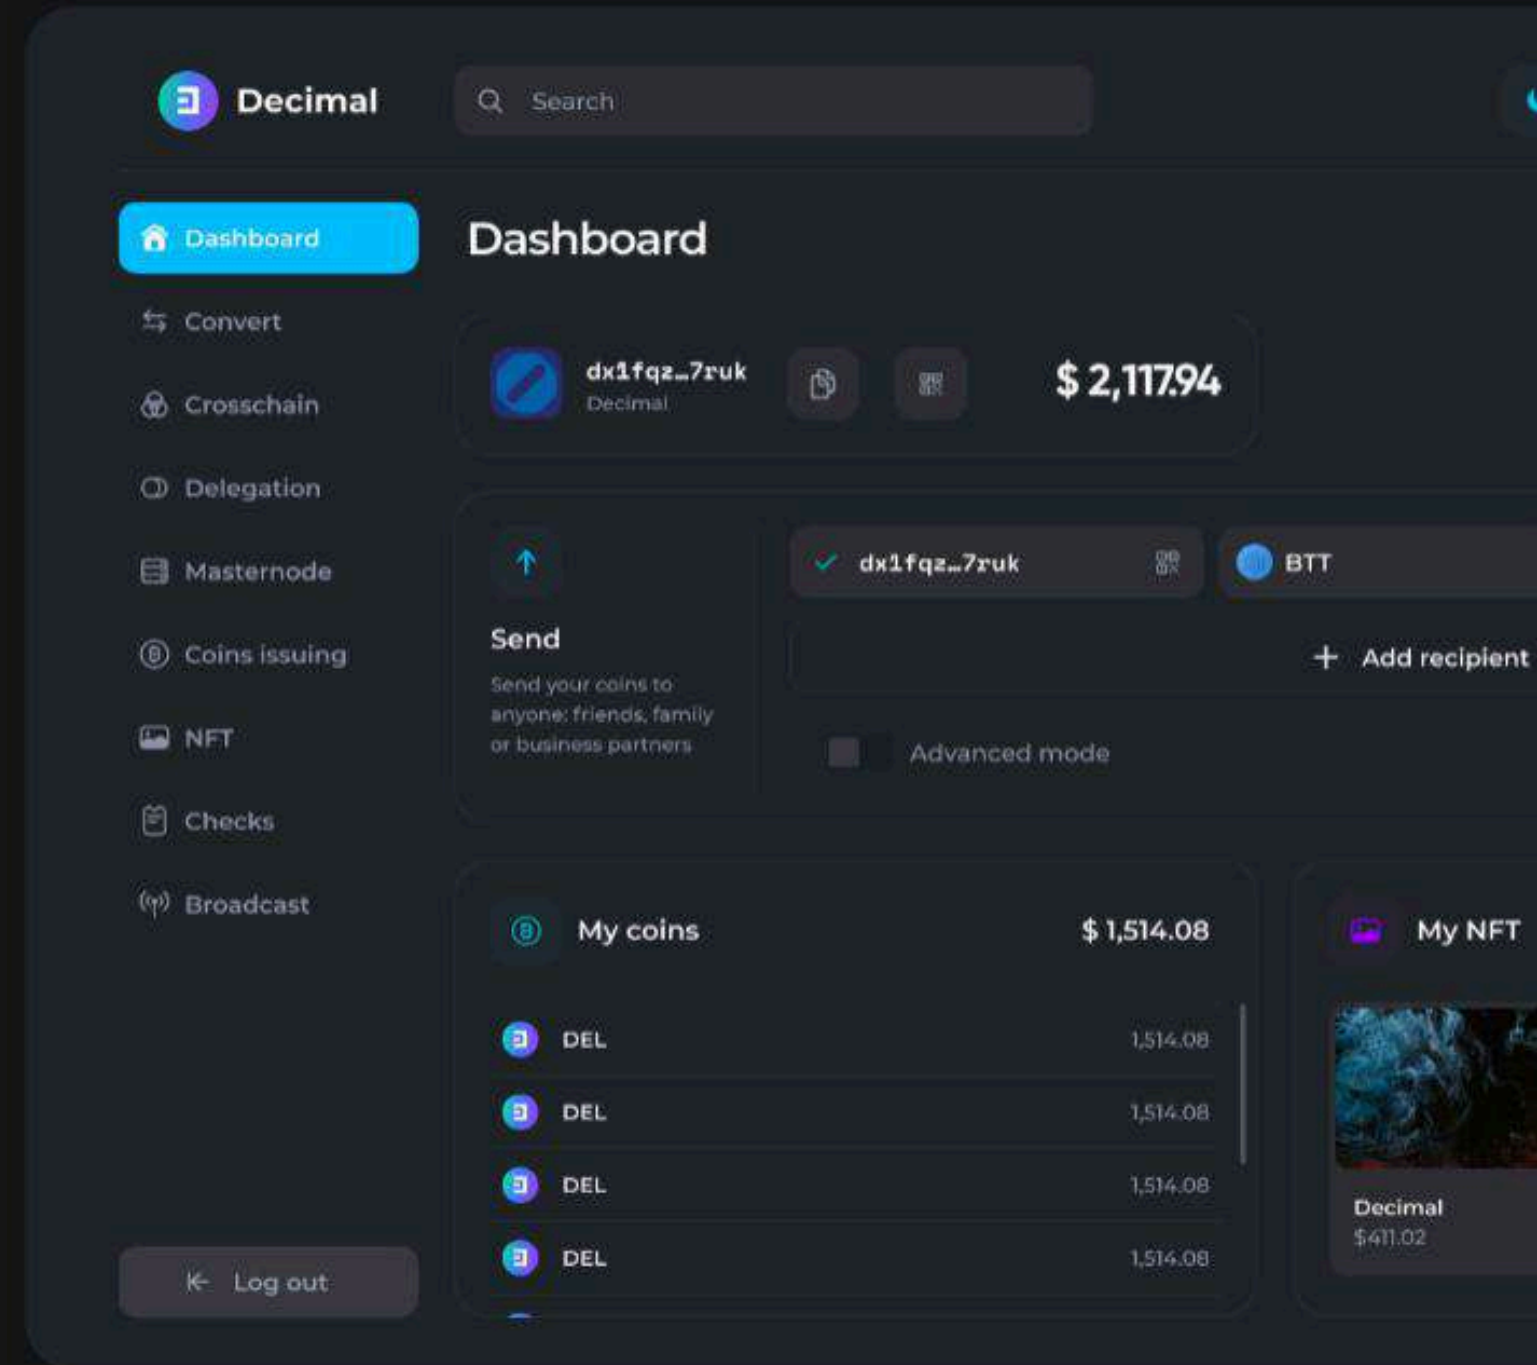 Decimal
Search
Dashboard
Convert
Crosschain
Delegation
Masternode
Coins issuing
NFT
Checks
Broadcast
Log out
Dashboard
dx1fqz…7ruk
Decimal
$ 2,117.94
Send
Send your coins to
anyone: friends, family
or business partners
dx1fqz…7ruk
BTT
Add recipient
Advanced mode
My coins
$ 1,514.08
DEL 1,514.08
DEL 1,514.08
DEL 1,514.08
DEL 1,514.08
My NFT
Decimal
$411.02